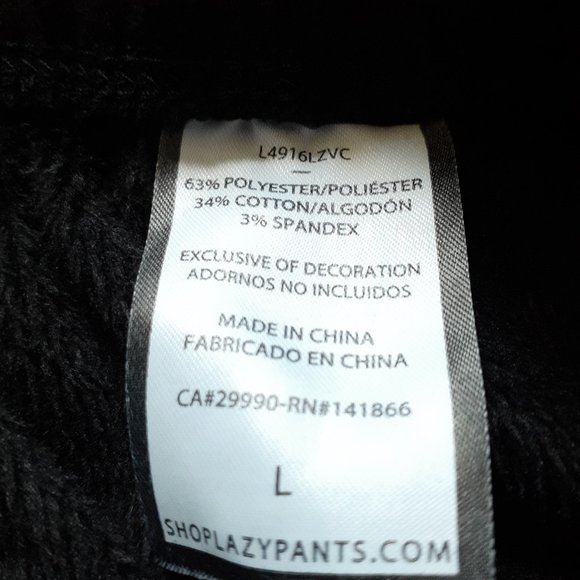 L4916LZVC
63% POLYESTER/POLIÉSTER
34% COTTON/ALGODÓN
3% SPANDEX
EXCLUSIVE OF DECORATION
ADORNOS NO INCLUIDOS
MADE IN CHINA
FABRICADO EN CHINA
CA#29990-RN#141866
L
SHOPLAZYPANTS.COM